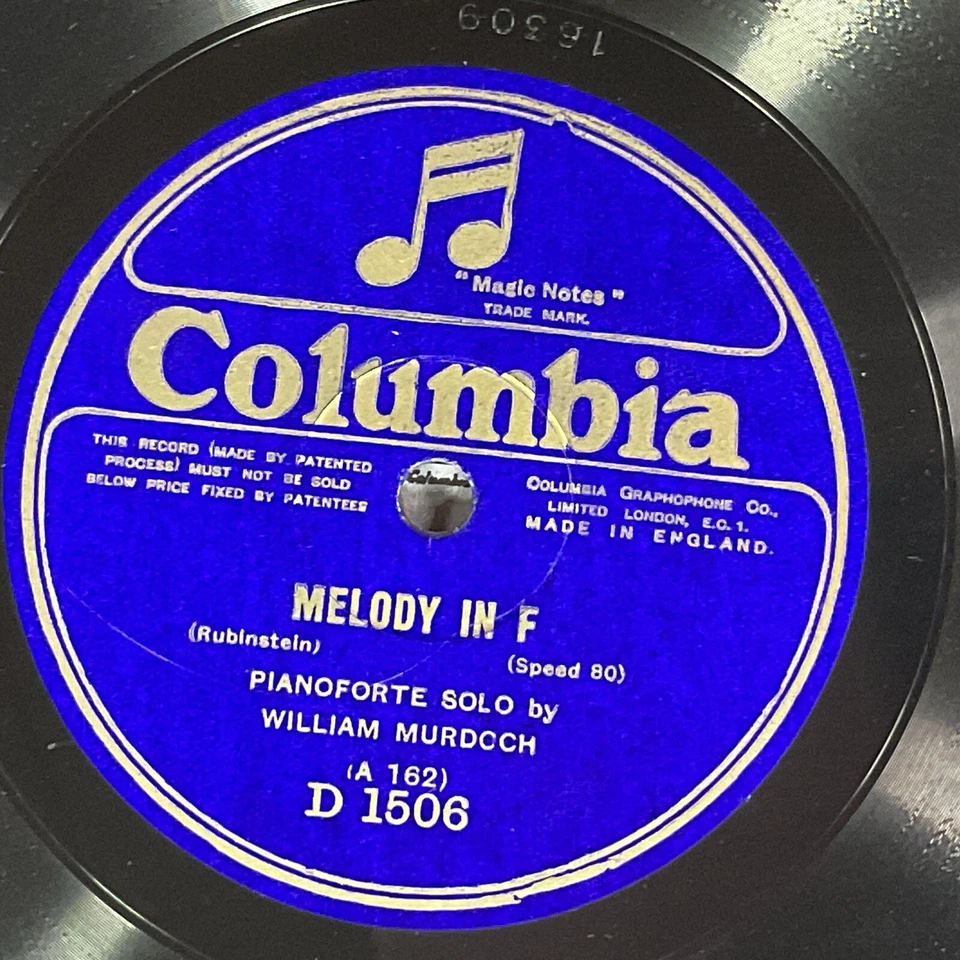 16309
"Magic Notes"
TRADE MARK.
Columbia
THIS RECORD (MADE BY PATENTED
PROCESS) MUST NOT BE SOLD
BELOW PRICE FIXED BY PATENTEES
COLUMBIA GRAPHOPHONE CO.,
LIMITED LONDON, E.C. 1.
MADE IN ENGLAND.
MELODY IN F
(Rubinstein)
(Speed 80)
PIANOFORTE SOLO by
WILLIAM MURDOCH
(A 162)
D 1506